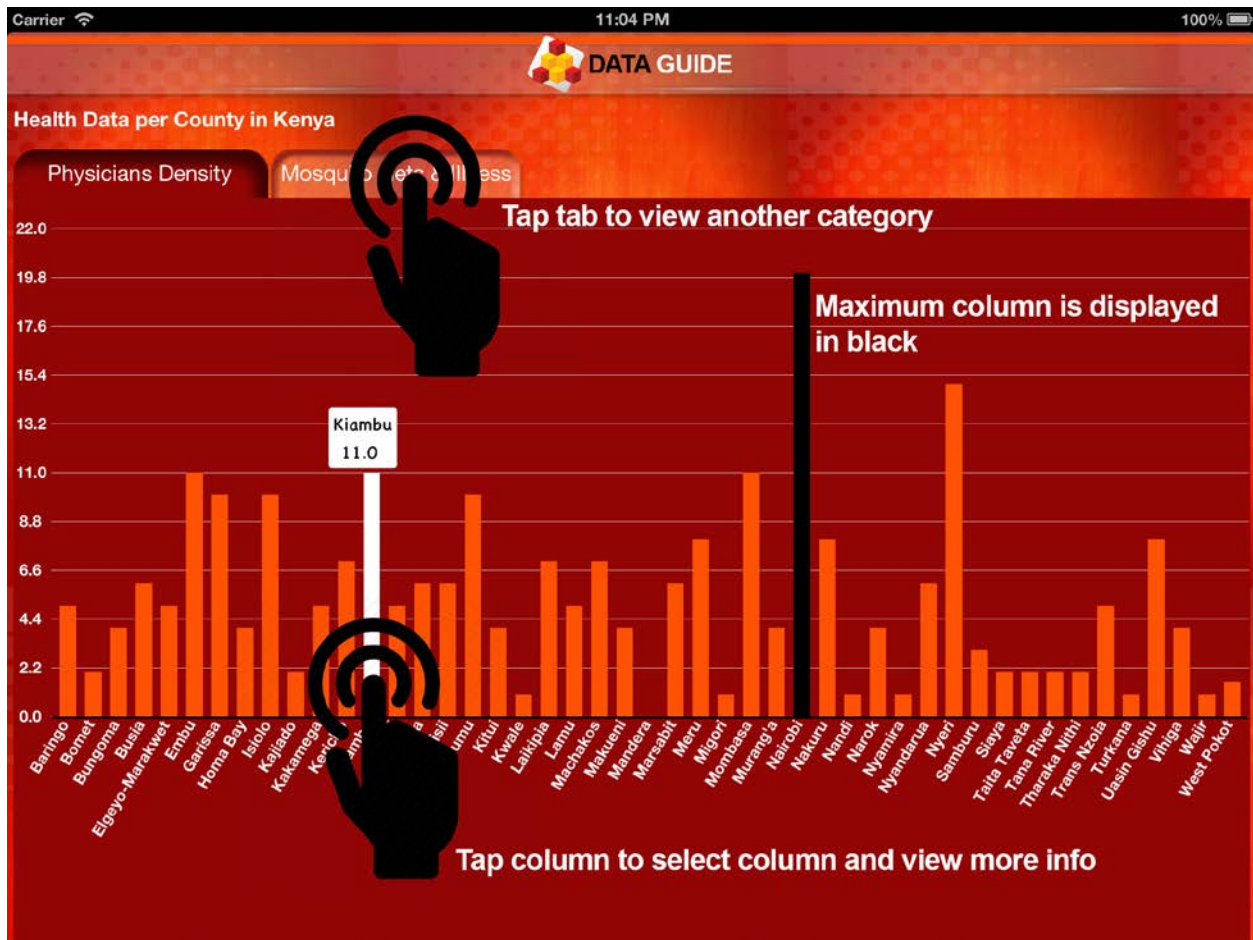 Carrier
11:04 PM
100%
DATA GUIDE
Health Data per County in Kenya
Physicians Density
Tap tab to view another category
22.0
19.8
Maximum column is displayed
in black
17.6
15.4
13.2
Kiambu
11.0
11.0
8.8
6.6
4.4
2.2
0.0
Baringo
Bomet
Bungoma
Busia
Elgeyo-Marakwet
Embu
Garissa
Homa Bay
Isiolo
Kajiado
Kakamega
Kitui
Kwale
Laikipia
Lamu
Machakos
Makueni
Mandera
Marsabit
Meru
Migori
Mombasa
Murang'a
Nairobi
Nakuru
Nandi
Narok
Nyamira
Nyandarua
Nyeri
Samburu
Siaya
Taita Taveta
Tana River
Tharaka Nithi
Trans Nzoia
Turkana
Uasin Gishu
Vihiga
Wajir
West Pokot
Tap column to select column and view more info